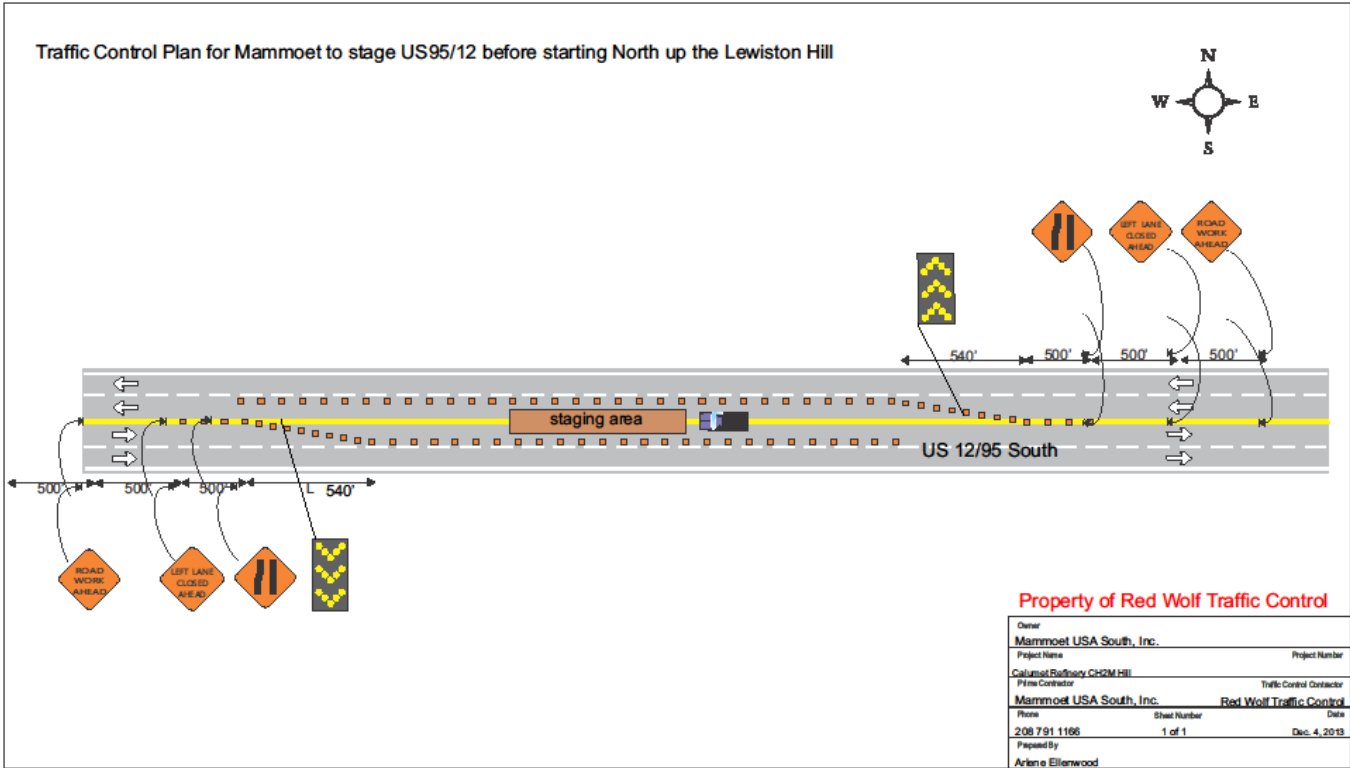 Traffic Control Plan for Mammoet to stage US95/12 before starting North up the Lewiston Hill
N
W E
S
LEFT LANE
CLOSED
AHEAD
ROAD
WORK
AHEAD
540' 500' 500' 500'
staging area
US 12/95 South
500' 500' 500' L 540'
ROAD
WORK
AHEAD
LEFT LANE
CLOSED
AHEAD
Property of Red Wolf Traffic Control
Owner
Mammoet USA South, Inc.
Project Name Project Number
Calumet Refinery CH2M Hill
Prime Contractor Traffic Control Contractor
Mammoet USA South, Inc. Red Wolf Traffic Control
Phone Sheet Number Date
208 791 1166 1 of 1 Dec. 4, 2013
Prepared By
Arlene Ellenwood